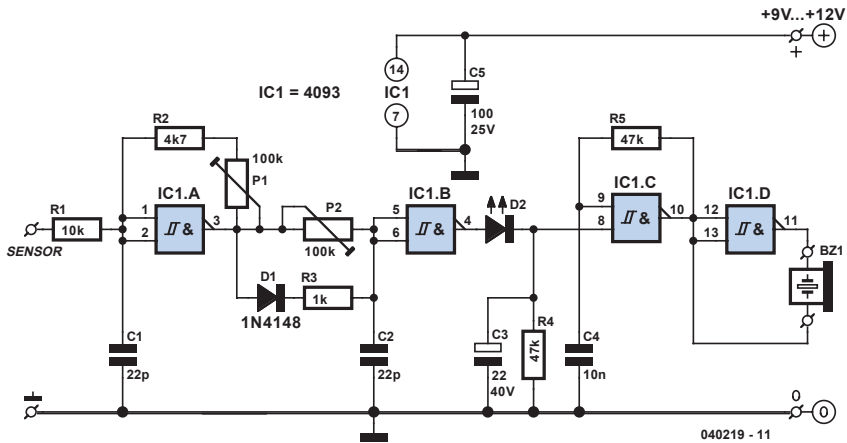 +9V...+12V
+
14
IC1
7
C5
100
25V
IC1 = 4093
R2
4k7
100k
P1
R1
10k
SENSOR
IC1.A
1
2
&
3
P2
100k
D1
1N4148
R3
1k
IC1.B
5
6
&
4
D2
R5
47k
IC1.C
9
8
&
10
IC1.D
12
13
&
11
BZ1
C1
22p
C2
22p
C3
22
40V
R4
47k
C4
10n
0
0
040219 - 11